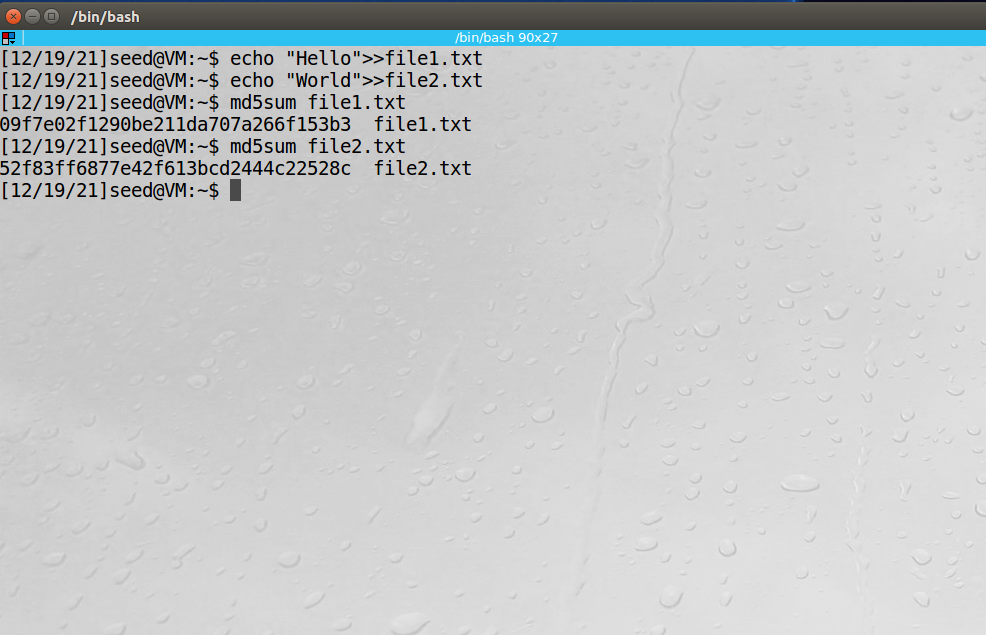 /bin/bash
/bin/bash 90x27
[12/19/21]seed@VM:~$ echo "Hello">>file1.txt
[12/19/21]seed@VM:~$ echo "World">>file2.txt
[12/19/21]seed@VM:~$ md5sum file1.txt
09f7e02f1290be211da707a266f153b3  file1.txt
[12/19/21]seed@VM:~$ md5sum file2.txt
52f83ff6877e42f613bcd2444c22528c  file2.txt
[12/19/21]seed@VM:~$